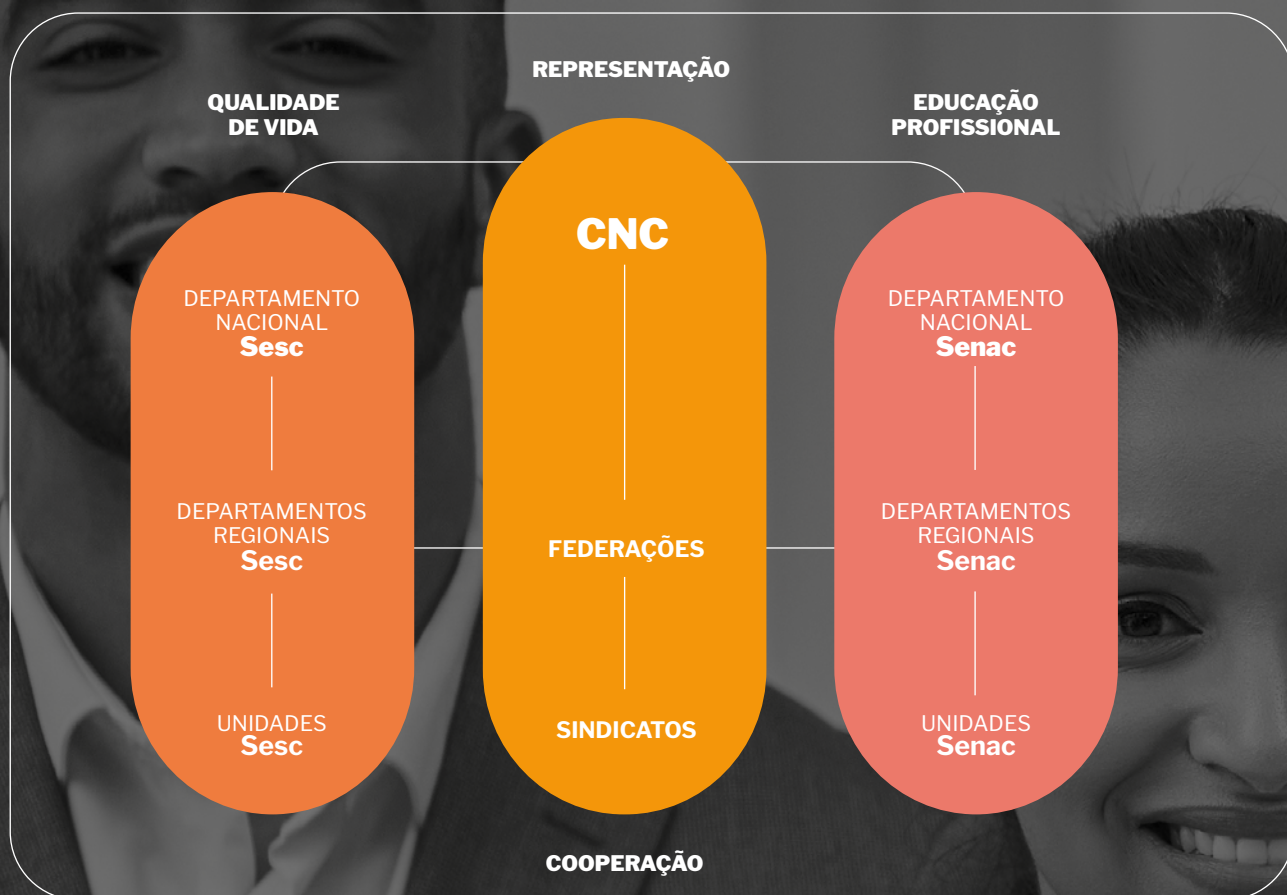 REPRESENTAÇÃO
QUALIDADE
DE VIDA
EDUCAÇÃO
PROFISSIONAL
DEPARTAMENTO
NACIONAL
Sesc
DEPARTAMENTOS
REGIONAIS
Sesc
UNIDADES
Sesc
CNC
FEDERAÇÕES
SINDICATOS
DEPARTAMENTO
NACIONAL
Senac
DEPARTAMENTOS
REGIONAIS
Senac
UNIDADES
Senac
COOPERAÇÃO